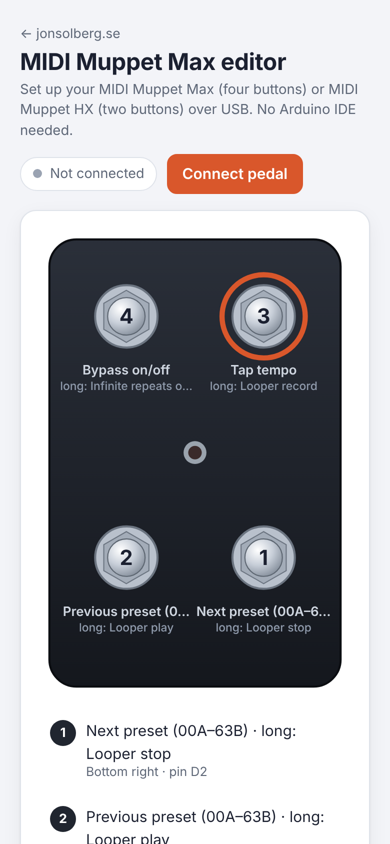 ← jonsolberg.se
MIDI Muppet Max editor
Set up your MIDI Muppet Max (four buttons) or MIDI
Muppet HX (two buttons) over USB. No Arduino IDE
needed.
Not connected
Connect pedal
4
3
Bypass on/off
Tap tempo
long: Infinite repeats o...
long: Looper record
2
1
Previous preset (0...
Next preset (00A–6...
long: Looper play
long: Looper stop
1
Next preset (00A–63B) · long:
Looper stop
Bottom right · pin D2
2
Previous preset (00A–63B) · long:
Looper play